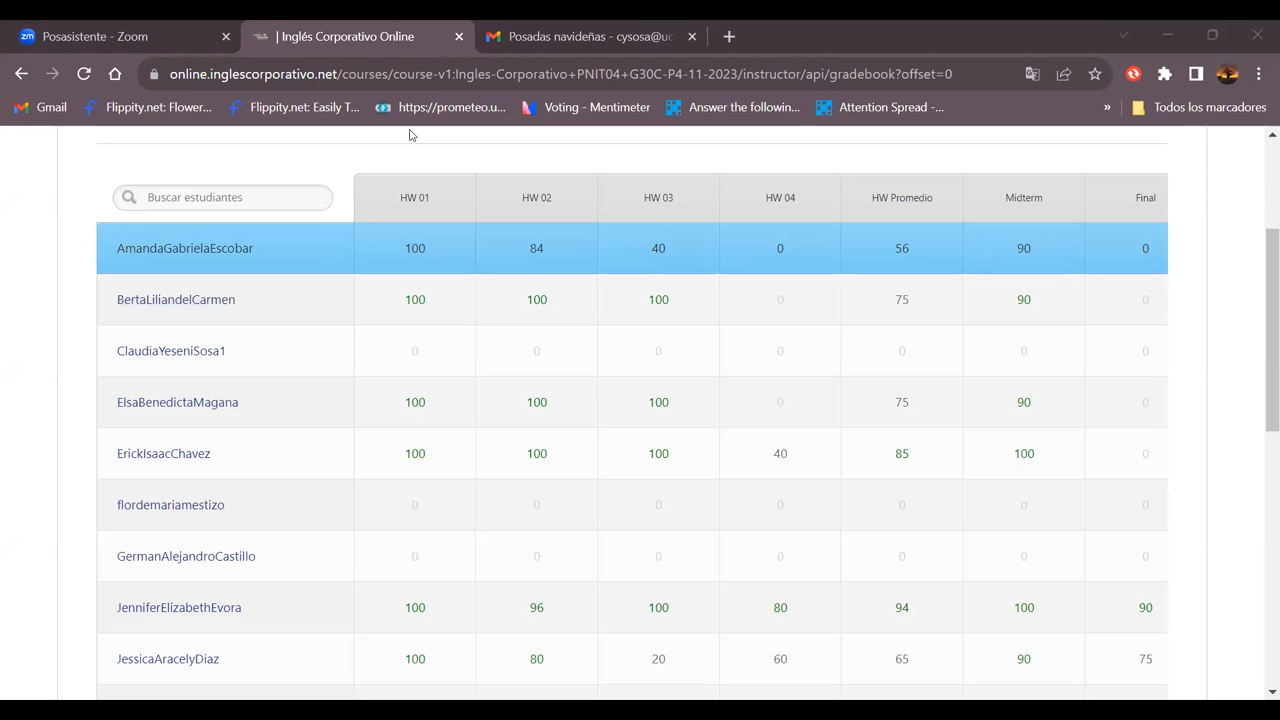 zm Posasistente - Zoom | Inglés Corporativo Online Posadas navideñas - cysosa@uc
online.inglescorporativo.net/courses/course-v1:Ingles-Corporativo+PNIT04+G30C-P4-11-2023/instructor/api/gradebook?offset=0
Gmail Flippity.net: Flower... Flippity.net: Easily T... https://prometeo.u... Voting - Mentimeter Answer the followin... Attention Spread -... » Todos los marcadores
Buscar estudiantes HW 01 HW 02 HW 03 HW 04 HW Promedio Midterm Final
AmandaGabrielaEscobar 100 84 40 0 56 90 0
BertaLiliandelCarmen 100 100 100 0 75 90 0
ClaudiaYeseniSosa1 0 0 0 0 0 0 0
ElsaBenedictaMagana 100 100 100 0 75 90 0
ErickIsaacChavez 100 100 100 40 85 100 0
flordemariamestizo 0 0 0 0 0 0 0
GermanAlejandroCastillo 0 0 0 0 0 0 0
JenniferElizabethEvora 100 96 100 80 94 100 90
JessicaAracelyDiaz 100 80 20 60 65 90 75